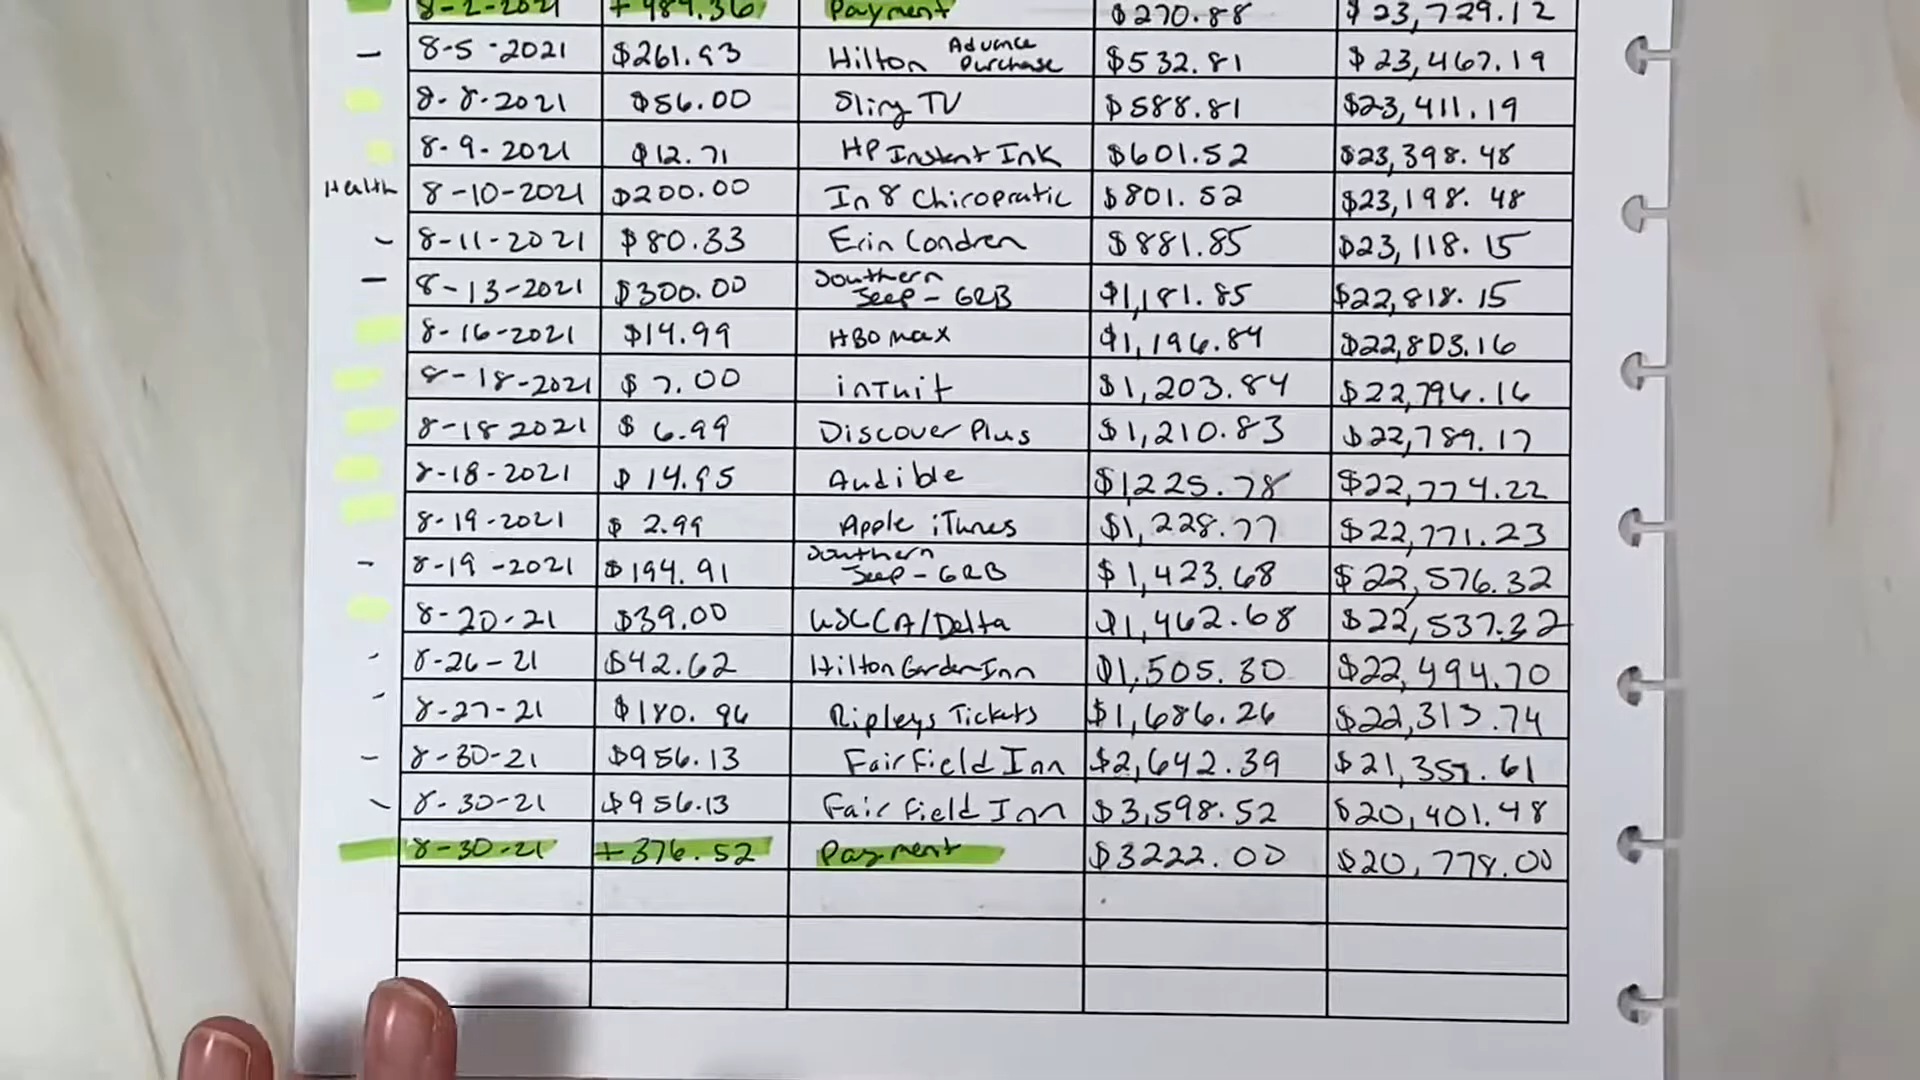 8-2-2021 + 489.36 Payment $270.88 $23,729.12
— 8-5-2021 $261.93 Hilton Advance Purchase $532.81 $23,467.19
8-8-2021 $56.00 Sling TV $588.81 $23,411.19
8-9-2021 $12.71 HP Instant Ink $601.52 $23,398.48
Health 8-10-2021 $200.00 In 8 Chiropratic $801.52 $23,198.48
- 8-11-2021 $80.33 Erin Condren $881.85 $23,118.15
— 8-13-2021 $300.00 Southern Jeep - GRB $1,181.85 $22,818.15
8-16-2021 $14.99 HBO max $1,196.84 $22,803.16
8-18-2021 $7.00 inTuit $1,203.84 $22,796.16
8-18 2021 $6.99 Discover Plus $1,210.83 $22,789.17
8-18-2021 $14.95 Audible $1225.78 $22,774.22
8-19-2021 $2.99 Apple iTunes $1,228.77 $22,771.23
- 8-19-2021 $194.91 Southern Jeep - GRB $1,423.68 $22,576.32
8-20-21 $39.00 /Delta $1,462.68 $22,537.32
- 8-26-21 $42.62 Hilton Garden Inn $1,505.30 $22,494.70
- 8-27-21 $180.96 Ripleys Tickets $1,686.26 $22,313.74
- 8-30-21 $956.13 Fairfield Inn $2,642.39 $21,357.61
- 8-30-21 $956.13 Fairfield Inn $3,598.52 $20,401.48
8-30-21 + 376.52 Payment $3222.00 $20,778.00